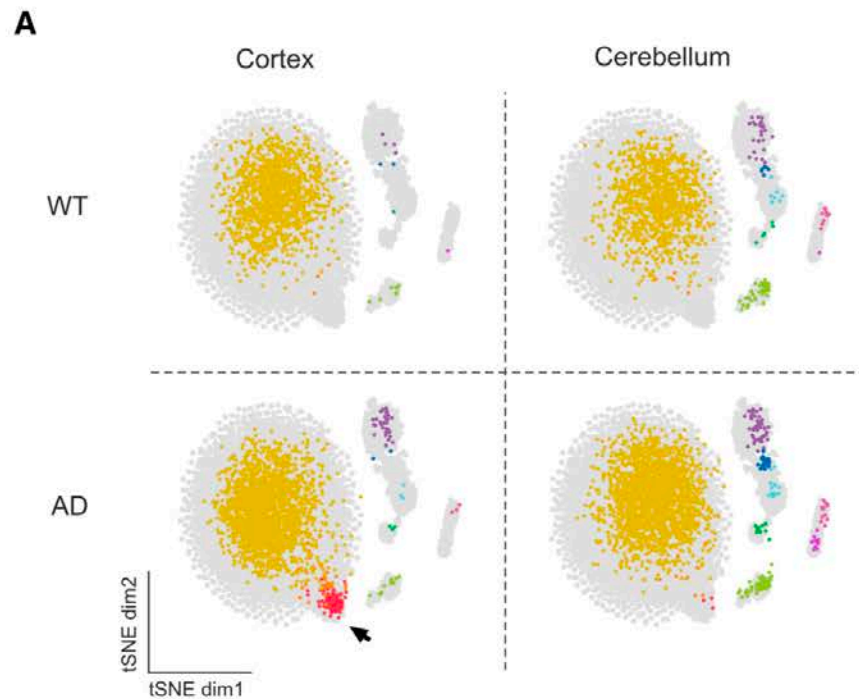 A
Cortex
Cerebellum
WT
AD
tSNE dim2
tSNE dim1